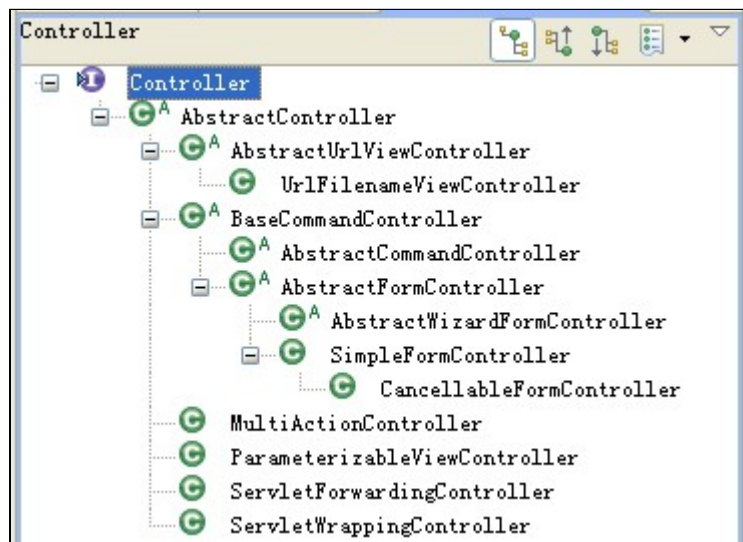 Controller
Controller
AbstractController
AbstractUrlViewController
UrlFilenameViewController
BaseCommandController
AbstractCommandController
AbstractFormController
AbstractWizardFormController
SimpleFormController
CancellableFormController
MultiActionController
ParameterizableViewController
ServletForwardingController
ServletWrappingController